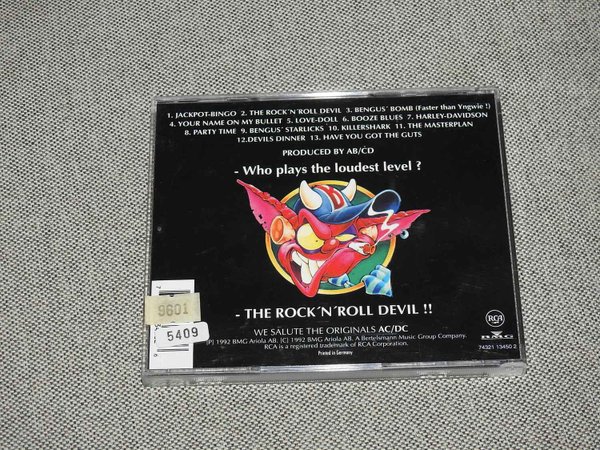 1. JACKPOT-BINGO 2. THE ROCK´N´ROLL DEVIL 3. BENGUS´ BOMB (Faster than Yngwie !)
4. YOUR NAME ON MY BULLET 5. LOVE-DOLL 6. BOOZE BLUES 7. HARLEY-DAVIDSON
8. PARTY TIME 9. BENGUS´STARLICKS 10. KILLERSHARK 11. THE MASTERPLAN
12.DEVILS DINNER 13. HAVE YOU GOT THE GUTS
PRODUCED BY AB/CD
- Who plays the loudest level ?
B
- THE ROCK´N´ROLL DEVIL !!
9601
5409
WE SALUTE THE ORIGINALS AC/DC
(P) 1992 BMG Ariola AB. (C) 1992 BMG Ariola AB. A Bertelsmann Music Group Company.
RCA is a registered trademark of RCA Corporation.
Printed in Germany
RCA
BMG
74321 13450 2